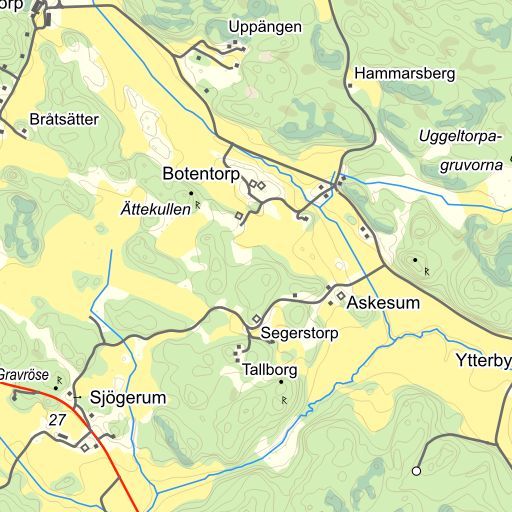 orp
Uppängen
Hammarsberg
Bråtsätter
Uggeltorpa-
gruvorna
Botentorp
Ättekullen
R
R
Askesum
Segerstorp
Ytterby
Tallborg
Gravröse
R
Sjögerum
R
27